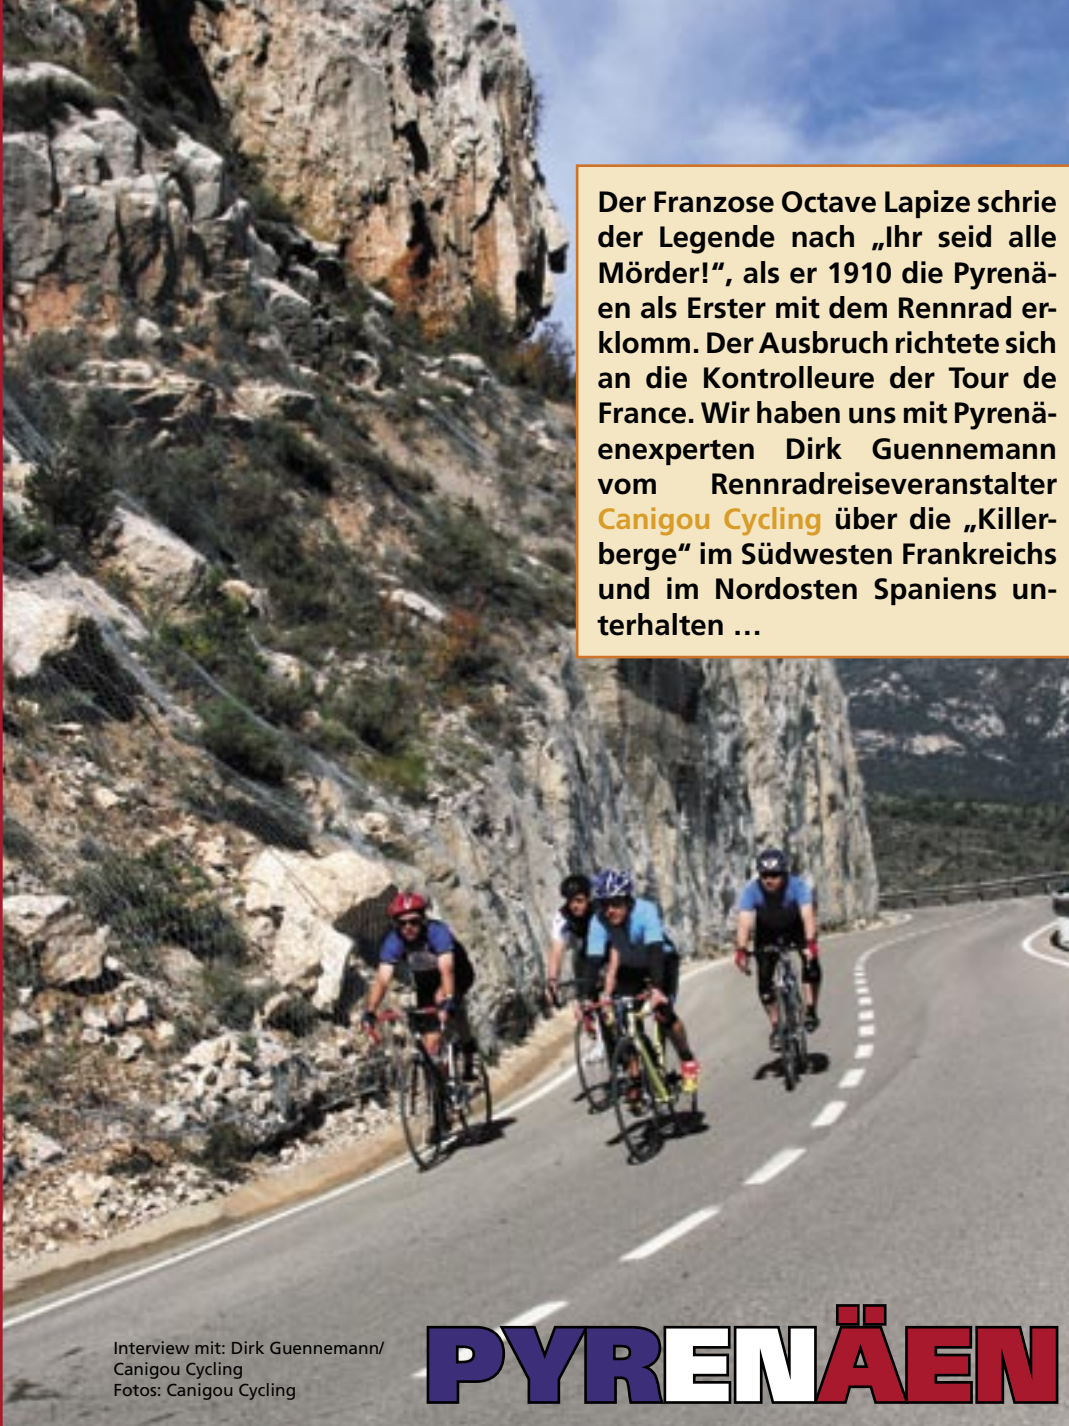 Der Franzose Octave Lapize schrie
der Legende nach „Ihr seid alle
Mörder!“, als er 1910 die Pyrenä-
en als Erster mit dem Rennrad er-
klomm. Der Ausbruch richtete sich
an die Kontrolleure der Tour de
France. Wir haben uns mit Pyrenä-
enexperten Dirk Guennemann
vom Rennradreiseveranstalter
Canigou Cycling über die „Killer-
berge“ im Südwesten Frankreichs
und im Nordosten Spaniens un-
terhalten ...
Interview mit: Dirk Guennemann/
Canigou Cycling
Fotos: Canigou Cycling
PYRENÄEN